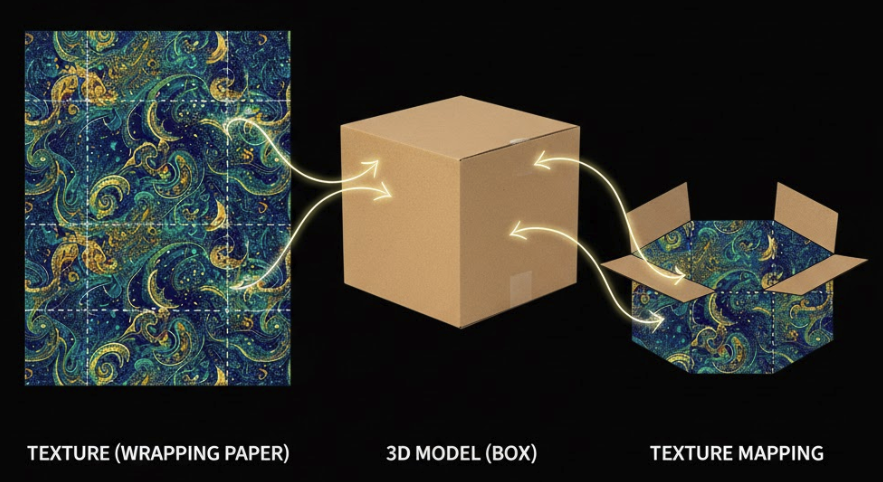 TEXTURE (WRAPPING PAPER)
3D MODEL (BOX)
TEXTURE MAPPING